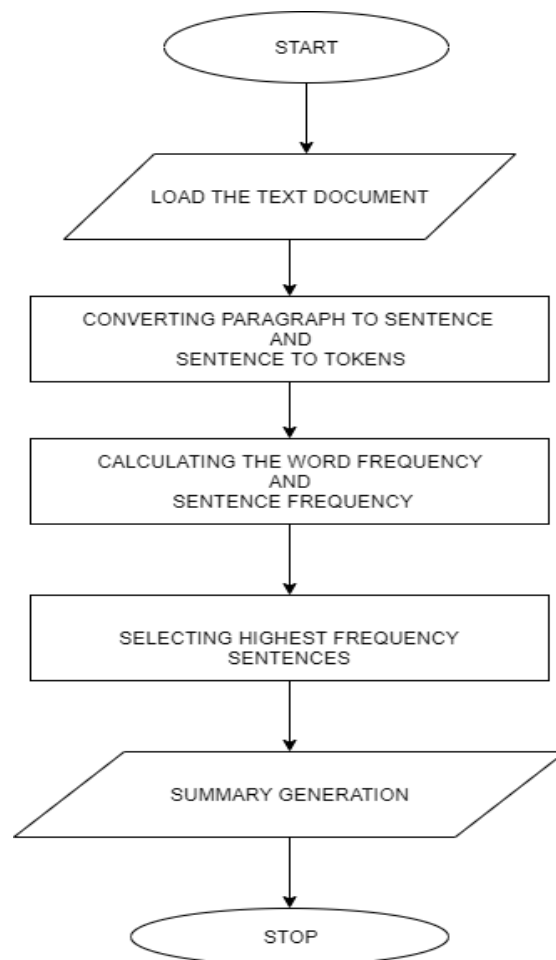 START
LOAD THE TEXT DOCUMENT
CONVERTING PARAGRAPH TO SENTENCE
AND
SENTENCE TO TOKENS
CALCULATING THE WORD FREQUENCY
AND
SENTENCE FREQUENCY
SELECTING HIGHEST FREQUENCY
SENTENCES
SUMMARY GENERATION
STOP